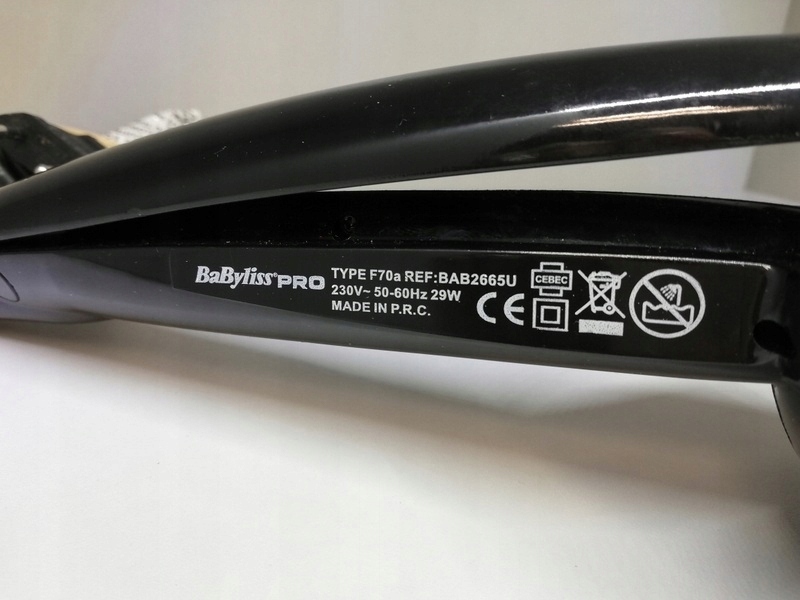 BaByliss PRO
TYPE F70a REF:BAB2665U
230V~ 50-60Hz 29W
MADE IN P.R.C.
CEBEC
CE